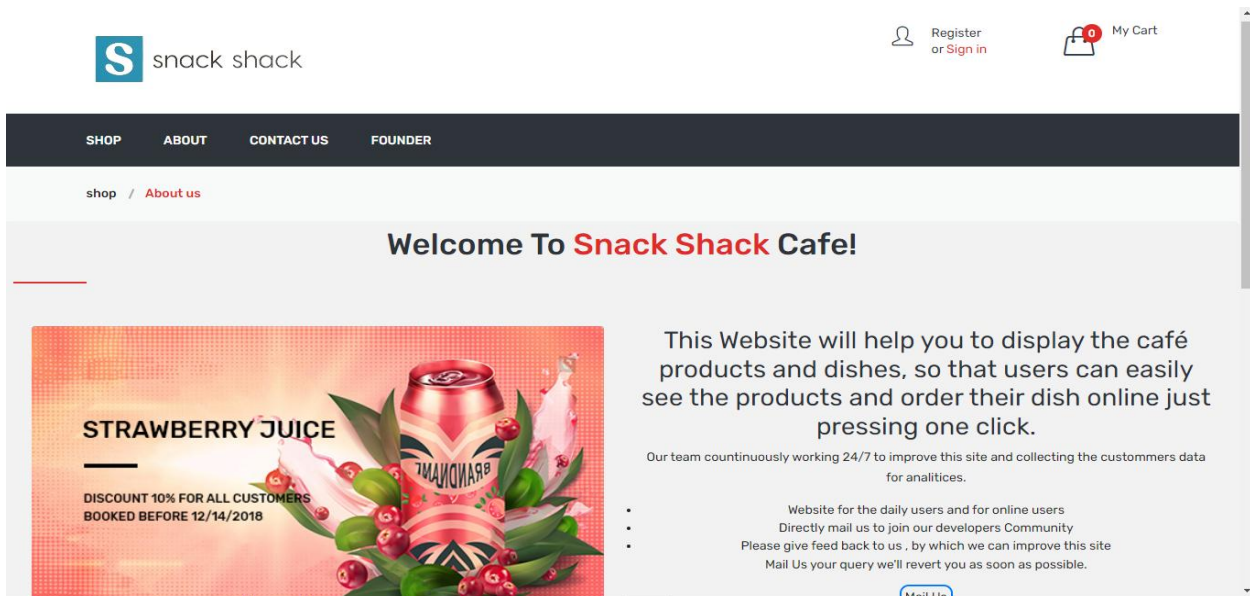 S snack shack
Register
or Sign in
0
My Cart
SHOP ABOUT CONTACT US FOUNDER
shop / About us
Welcome To Snack Shack Cafe!
STRAWBERRY JUICE
DISCOUNT 10% FOR ALL CUSTOMERS
BOOKED BEFORE 12/14/2018
BRANDNAME
This Website will help you to display the café
products and dishes, so that users can easily
see the products and order their dish online just
pressing one click.
Our team countinuously working 24/7 to improve this site and collecting the custommers data
for analitices.
• Website for the daily users and for online users
• Directly mail us to join our developers Community
• Please give feed back to us , by which we can improve this site
Mail Us your query we'll revert you as soon as possible.
Mail Us